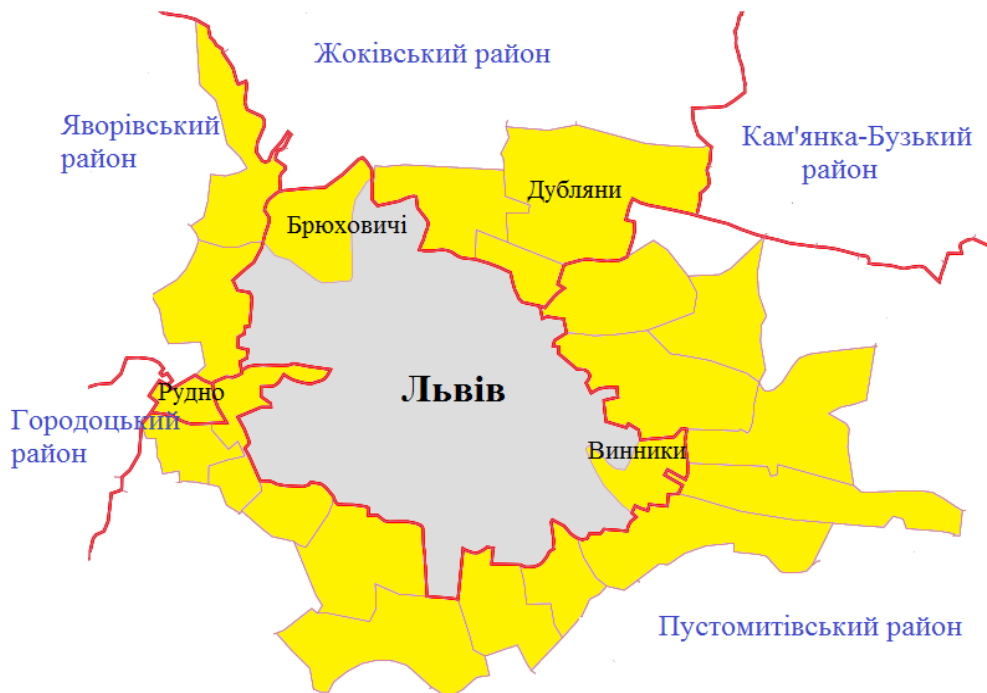 Жоківський район
Яворівський
район
Кам'янка-Бузький
район
Дубляни
Брюховичі
Львів
Рудно
Городоцький
район
Винники
Пустомитівський район